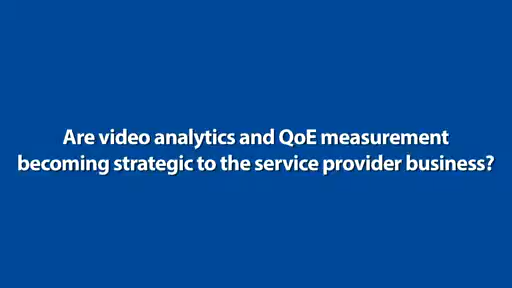 Are video analytics and QoE measurement
becoming strategic to the service provider business?